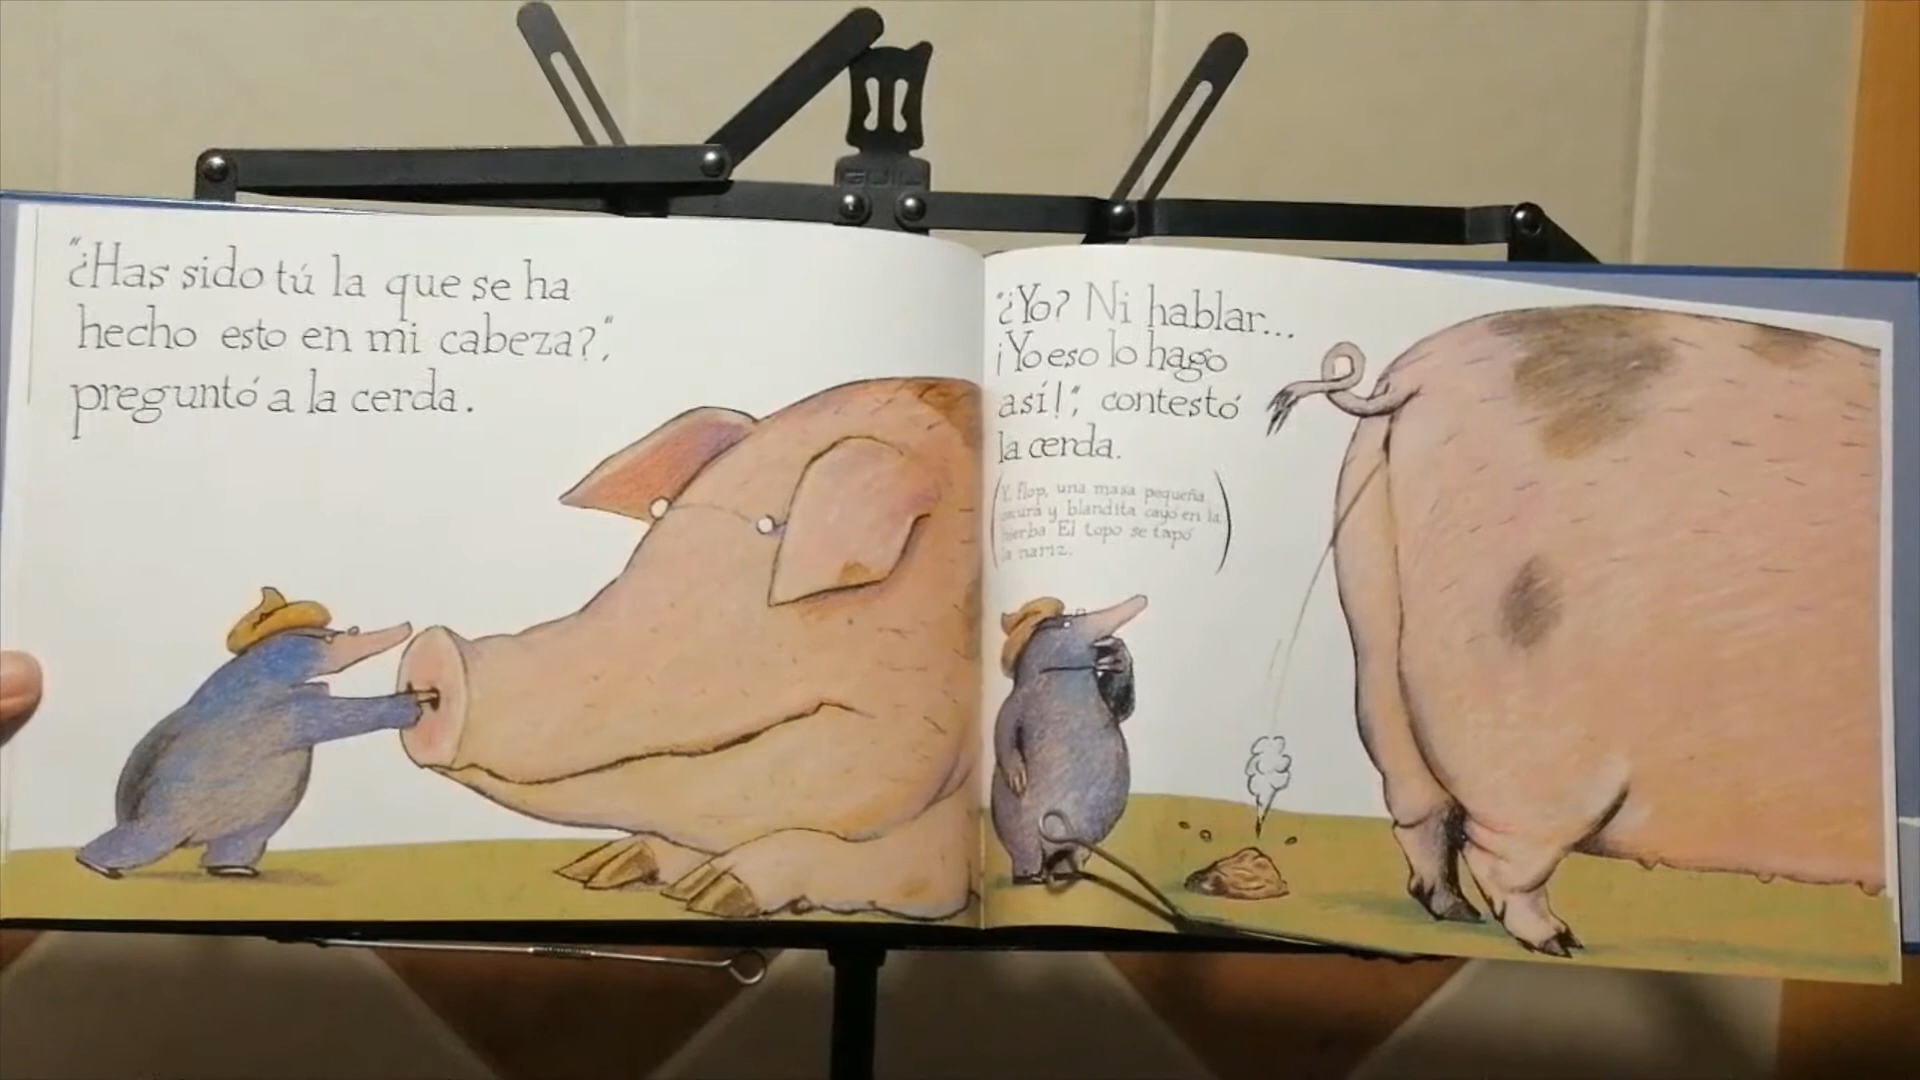 "¿Has sido tú la que se ha
hecho esto en mi cabeza?",
preguntó a la cerda.
"¿Yo? Ni hablar...
¡Yo eso lo hago
así!", contestó
la cerda.
(Y, flop, una masa pequeña,
oscura y blandita cayó en la
hierba. El topo se tapó
la nariz.)
GUIL